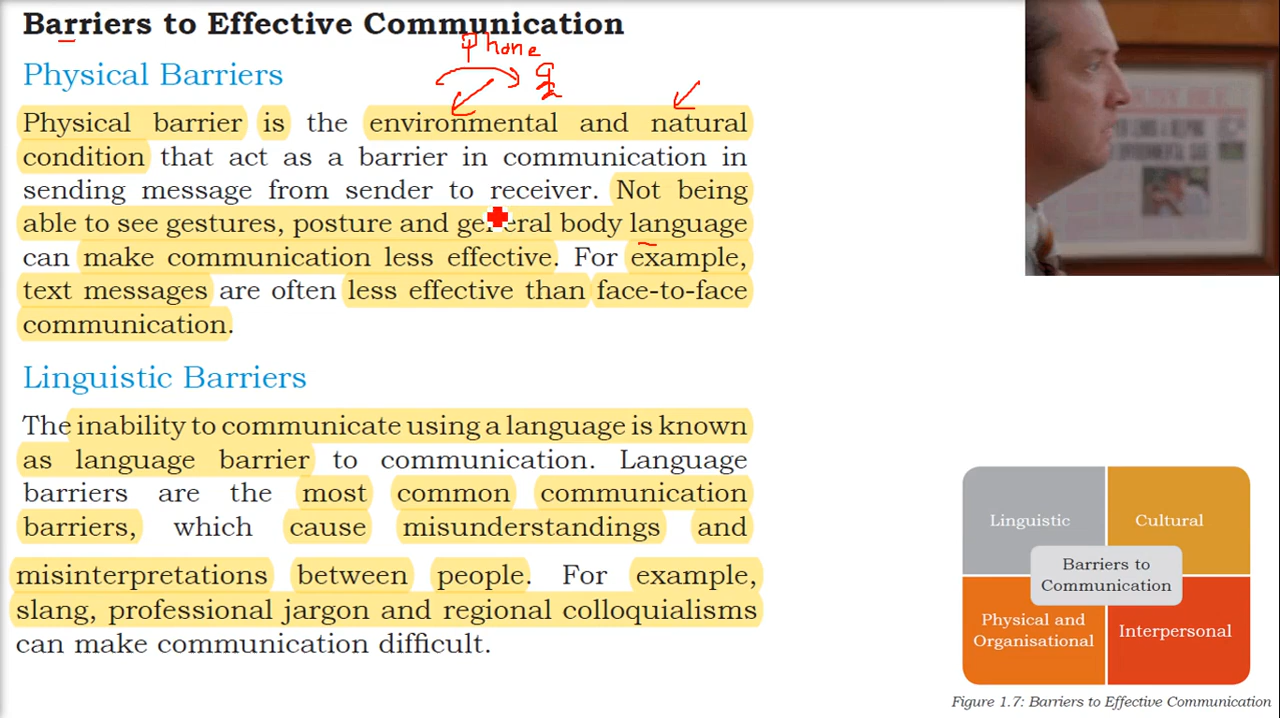 Barriers to Effective Communication
Phone
Physical Barriers
Physical barrier is the environmental and natural
condition that act as a barrier in communication in
sending message from sender to receiver. Not being
able to see gestures, posture and general body language
can make communication less effective. For example,
text messages are often less effective than face-to-face
communication.
Linguistic Barriers
The inability to communicate using a language is known
as language barrier to communication. Language
barriers are the most common communication
barriers, which cause misunderstandings and
misinterpretations between people. For example,
slang, professional jargon and regional colloquialisms
can make communication difficult.
Linguistic
Cultural
Barriers to
Communication
Physical and
Organisational
Interpersonal
Figure 1.7: Barriers to Effective Communication